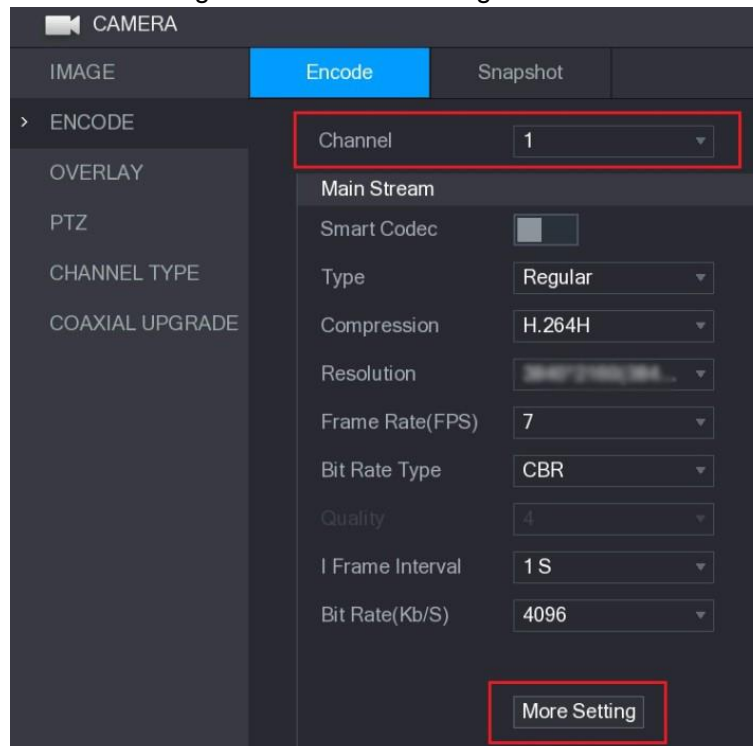 CAMERA
IMAGE
Encode
Snapshot
> ENCODE
Channel 1
OVERLAY
Main Stream
PTZ
Smart Codec
CHANNEL TYPE
Type Regular
COAXIAL UPGRADE
Compression H.264H
Resolution
Frame Rate(FPS) 7
Bit Rate Type CBR
Quality 4
I Frame Interval 1 S
Bit Rate(Kb/S) 4096
More Setting